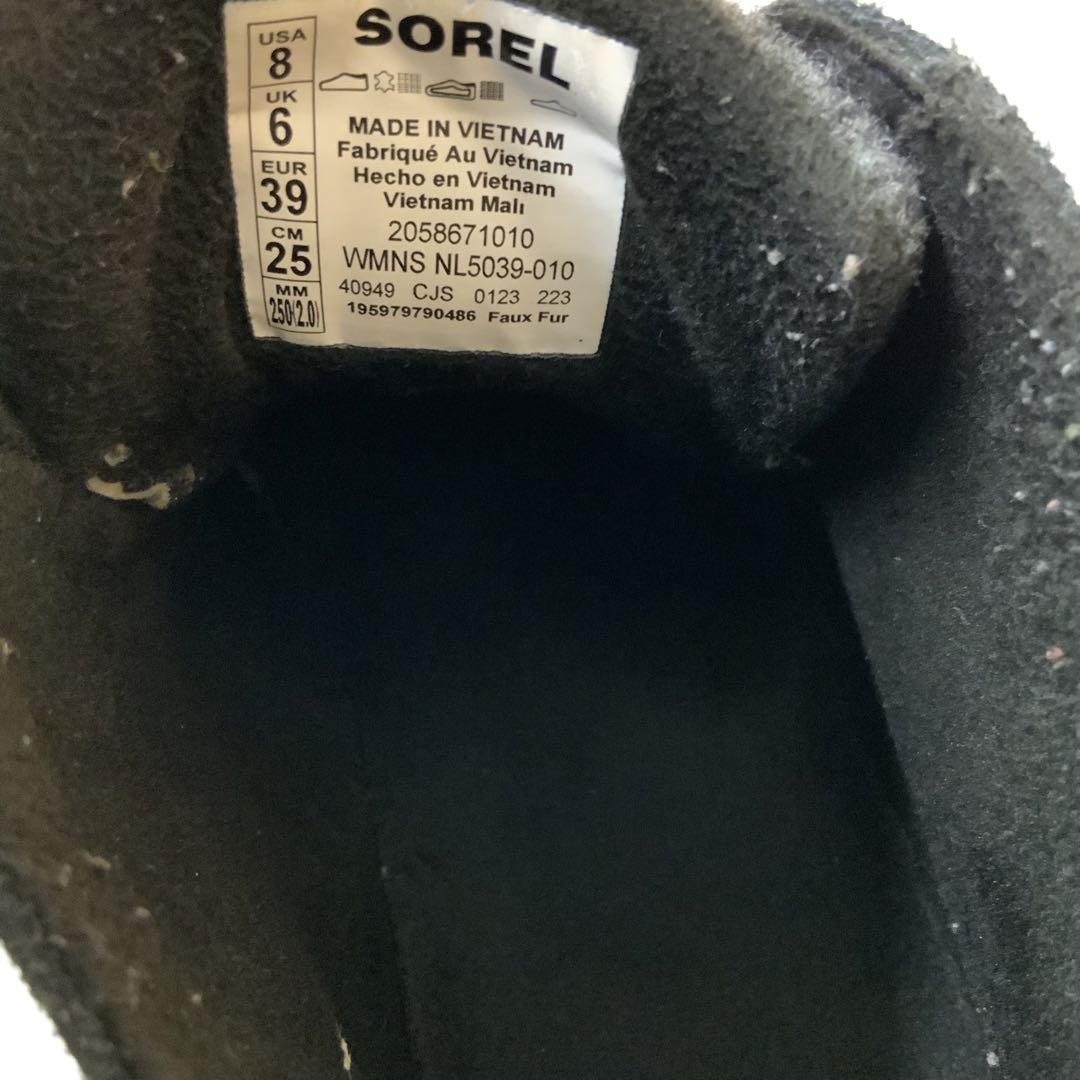 SOREL
USA
8
UK
6
EUR
39
CM
25
MM
250(2.0)
MADE IN VIETNAM
Fabriqué Au Vietnam
Hecho en Vietnam
Vietnam Malı
2058671010
WMNS NL5039-010
40949 CJS 0123 223
195979790486 Faux Fur